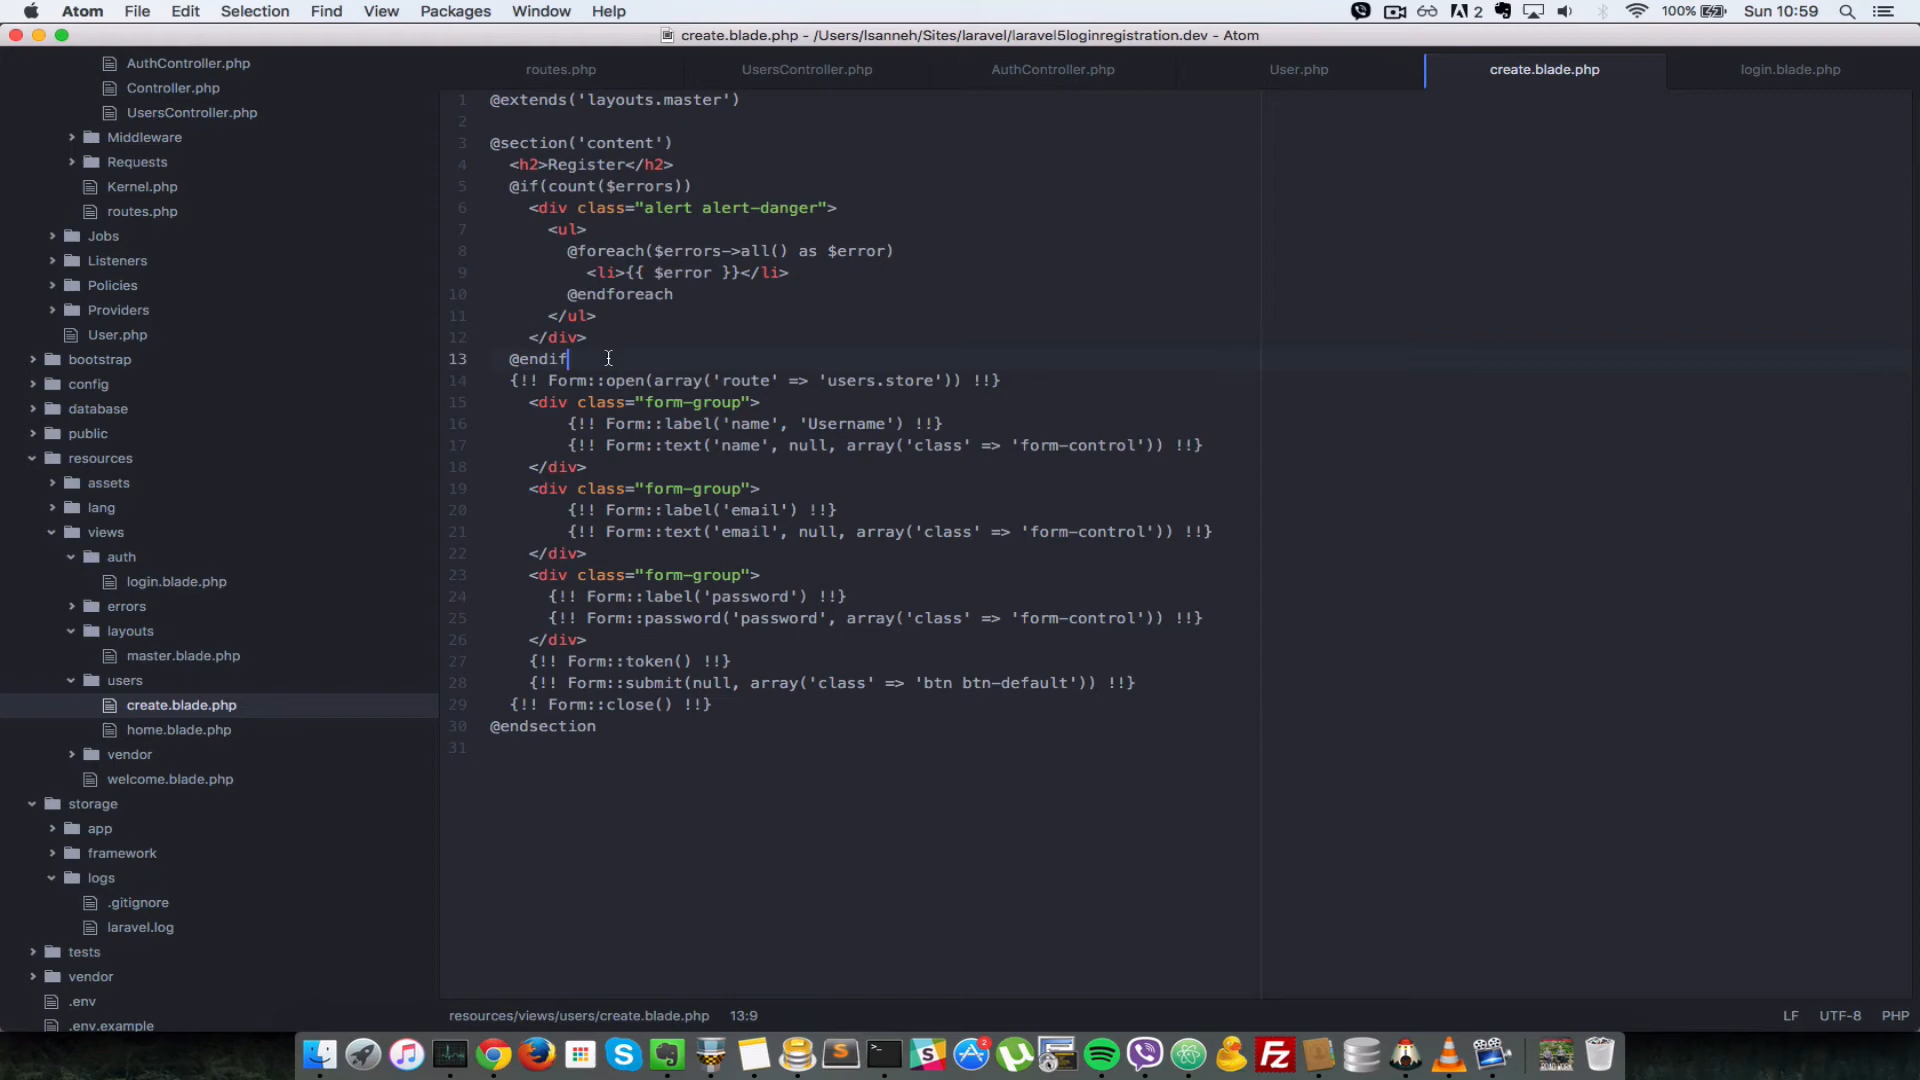 Atom File Edit Selection Find View Packages Window Help 2 100% Sun 10:59
create.blade.php - /Users/lsanneh/Sites/laravel/laravel5loginregistration.dev - Atom
routes.php UsersController.php AuthController.php User.php create.blade.php login.blade.php
AuthController.php
Controller.php
UsersController.php
Middleware
Requests
Kernel.php
routes.php
Jobs
Listeners
Policies
Providers
User.php
bootstrap
config
database
public
resources
assets
lang
views
auth
login.blade.php
errors
layouts
master.blade.php
users
create.blade.php
home.blade.php
vendor
welcome.blade.php
storage
app
framework
logs
.gitignore
laravel.log
tests
vendor
.env
.env.example
1 @extends('layouts.master')
2
3 @section('content')
4 <h2>Register</h2>
5 @if(count($errors))
6 <div class="alert alert-danger">
7 <ul>
8 @foreach($errors->all() as $error)
9 <li>{{ $error }}</li>
10 @endforeach
11 </ul>
12 </div>
13 @endif
14 {!! Form::open(array('route' => 'users.store')) !!}
15 <div class="form-group">
16 {!! Form::label('name', 'Username') !!}
17 {!! Form::text('name', null, array('class' => 'form-control')) !!}
18 </div>
19 <div class="form-group">
20 {!! Form::label('email') !!}
21 {!! Form::text('email', null, array('class' => 'form-control')) !!}
22 </div>
23 <div class="form-group">
24 {!! Form::label('password') !!}
25 {!! Form::password('password', array('class' => 'form-control')) !!}
26 </div>
27 {!! Form::token() !!}
28 {!! Form::submit(null, array('class' => 'btn btn-default')) !!}
29 {!! Form::close() !!}
30 @endsection
31
resources/views/users/create.blade.php 13:9 LF UTF-8 PHP